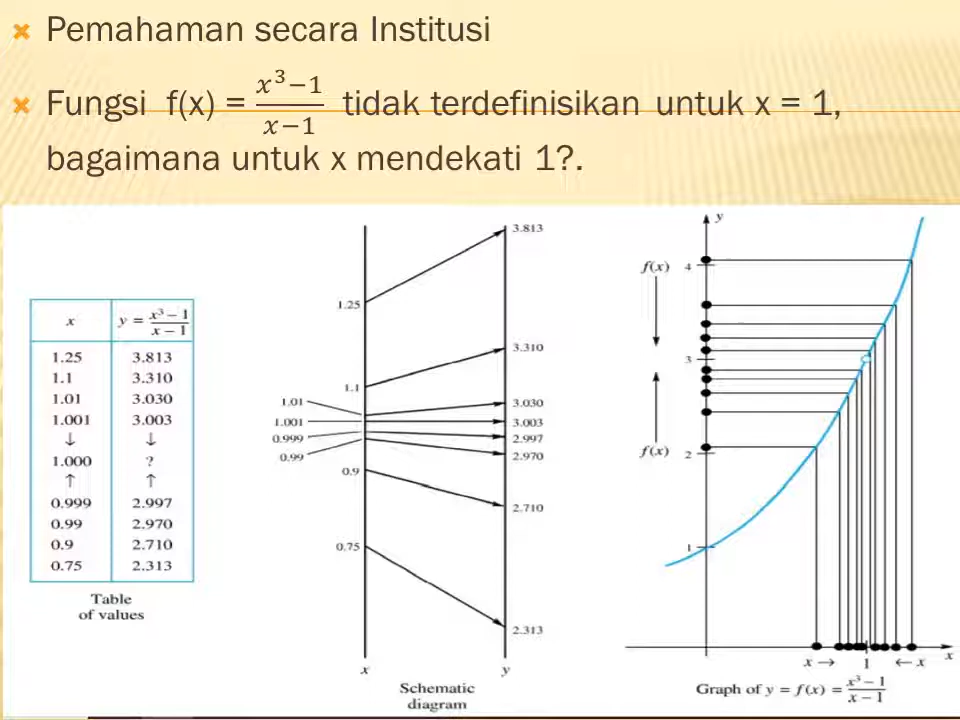 Pemahaman secara Institusi
Fungsi f(x) = x³−1 / x−1 tidak terdefinisikan untuk x = 1,
bagaimana untuk x mendekati 1?.
x y = x³ − 1 / x − 1
1.25 3.813
1.1 3.310
1.01 3.030
1.001 3.003
↓ ↓
1.000 ?
↑ ↑
0.999 2.997
0.99 2.970
0.9 2.710
0.75 2.313
Table
of values
3.813
1.25
3.310
1.1
1.01 3.030
1.001 3.003
0.999 2.997
0.99 2.970
0.9
2.710
0.75
2.313
x y
Schematic
diagram
y
f(x) 4
3
f(x) 2
1
x → 1 ← x x
Graph of y = f(x) = x³ − 1 / x − 1